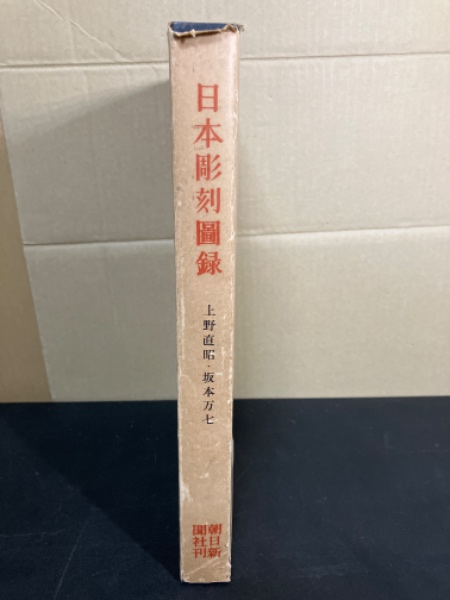 日本彫刻圖録
上野直昭・坂本万七
朝日新
聞社刊